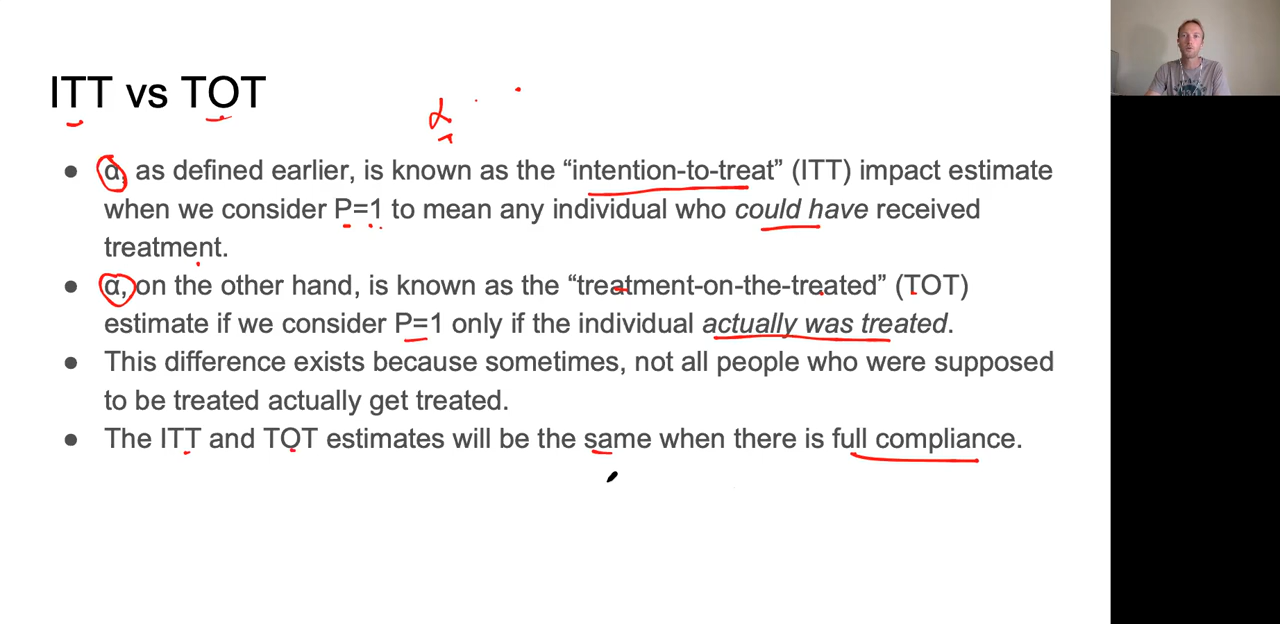 ITT vs TOT
α
● α, as defined earlier, is known as the “intention-to-treat” (ITT) impact estimate
when we consider P=1 to mean any individual who could have received
treatment.
● α, on the other hand, is known as the “treatment-on-the-treated” (TOT)
estimate if we consider P=1 only if the individual actually was treated.
● This difference exists because sometimes, not all people who were supposed
to be treated actually get treated.
● The ITT and TOT estimates will be the same when there is full compliance.